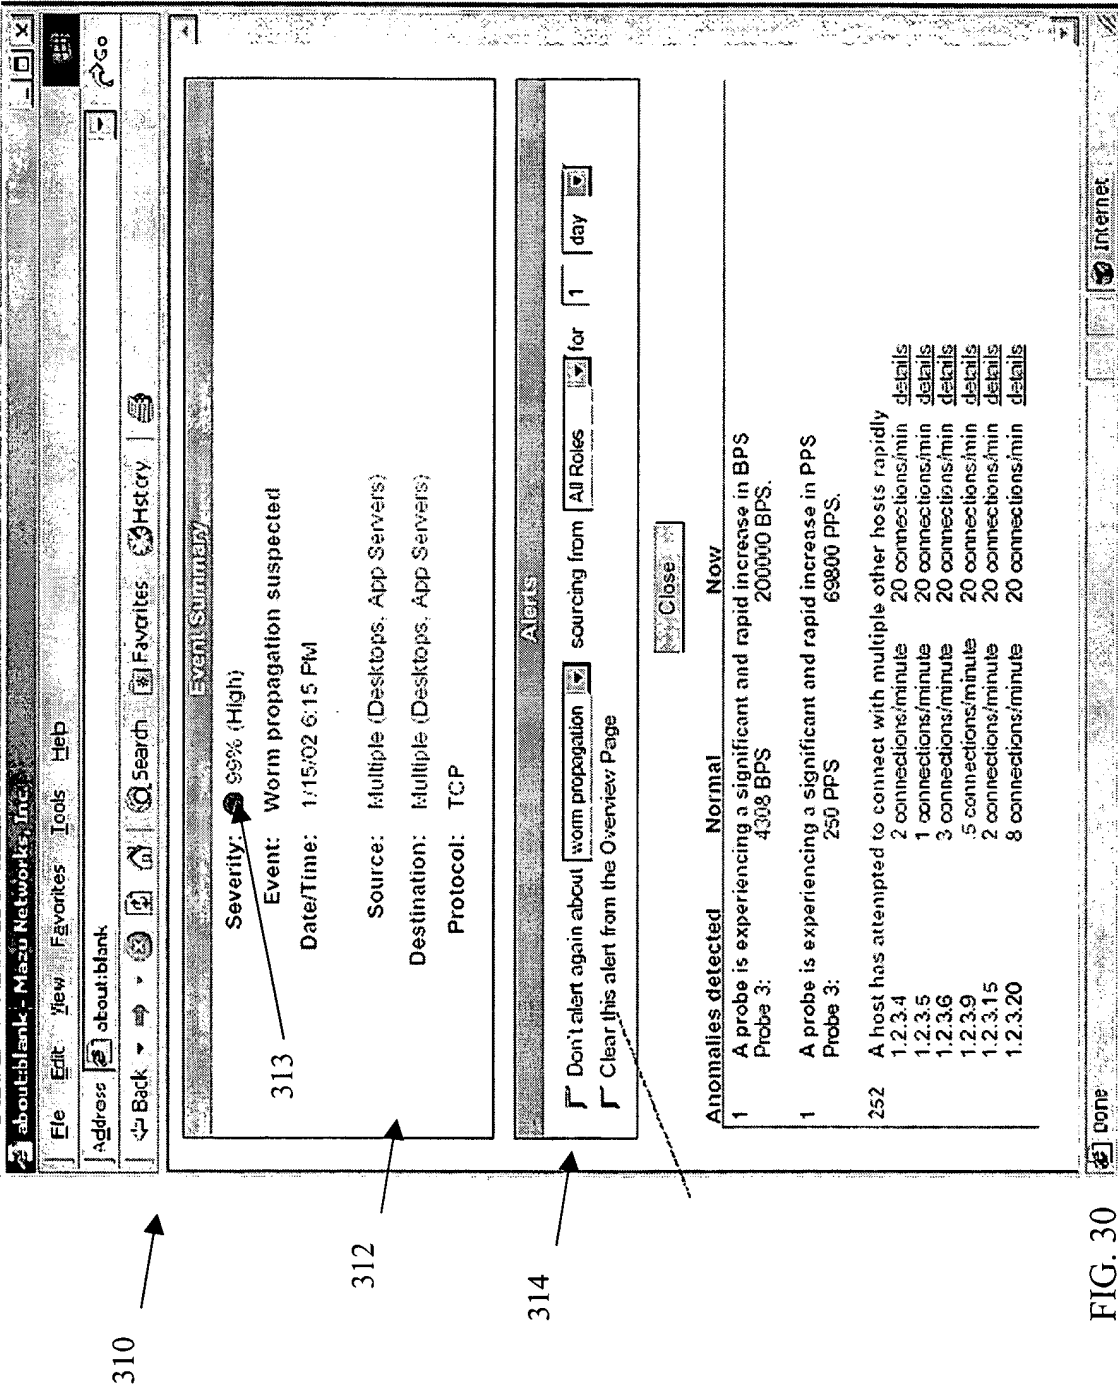 about:blank - Mazu Networks, Inc.
File Edit View Favorites Tools Help
Address about:blank Go
Back Search Favorites History
Event Summary
Severity: 99% (High)
Event: Worm propagation suspected
Date/Time: 1/15/02 6:15 PM
Source: Multiple (Desktops, App Servers)
Destination: Multiple (Desktops, App Servers)
Protocol: TCP
Alerts
Don't alert again about worm propagation sourcing from All Roles for 1 day
Clear this alert from the Overview Page
Close
Anomalies detected Normal Now
1 A probe is experiencing a significant and rapid increase in BPS
Probe 3: 4308 BPS 200000 BPS.
1 A probe is experiencing a significant and rapid increase in PPS
Probe 3: 250 PPS 69800 PPS.
252 A host has attempted to connect with multiple other hosts rapidly
1.2.3.4 2 connections/minute 20 connections/min details
1.2.3.5 1 connections/minute 20 connections/min details
1.2.3.6 3 connections/minute 20 connections/min details
1.2.3.9 .5 connections/minute 20 connections/min details
1.2.3.15 2 connections/minute 20 connections/min details
1.2.3.20 8 connections/minute 20 connections/min details
Done Internet
310
312
313
314
FIG. 30